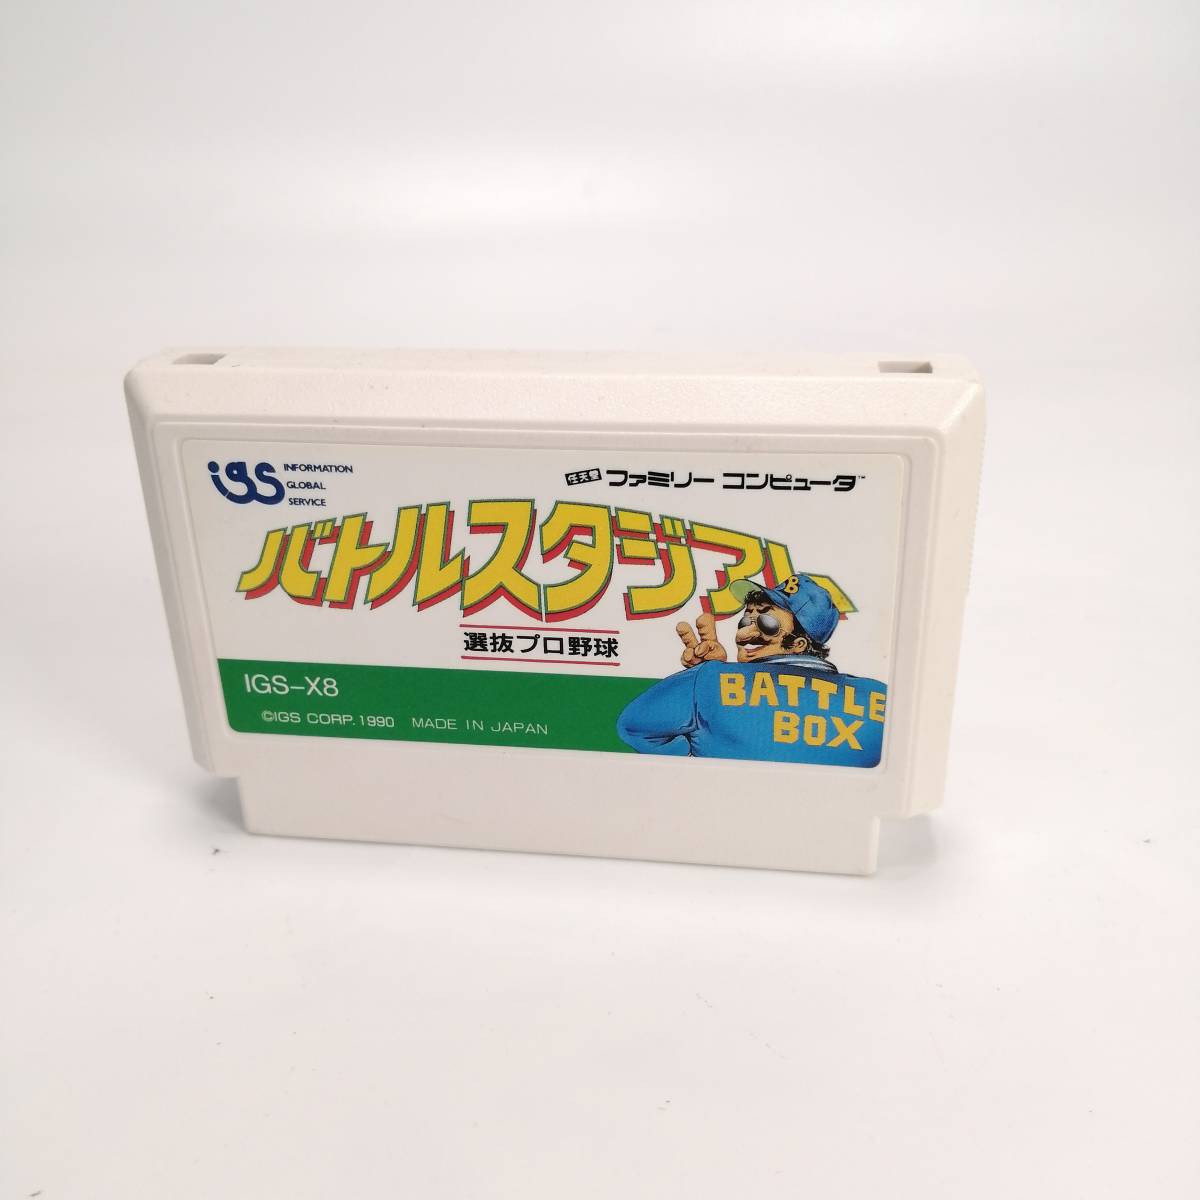 igs
INFORMATION
GLOBAL
SERVICE
任天堂 ファミリー コンピュータ™
バトルスタジアム
選抜プロ野球
B
BATTLE
BOX
IGS-X8
©IGS CORP. 1990 MADE IN JAPAN